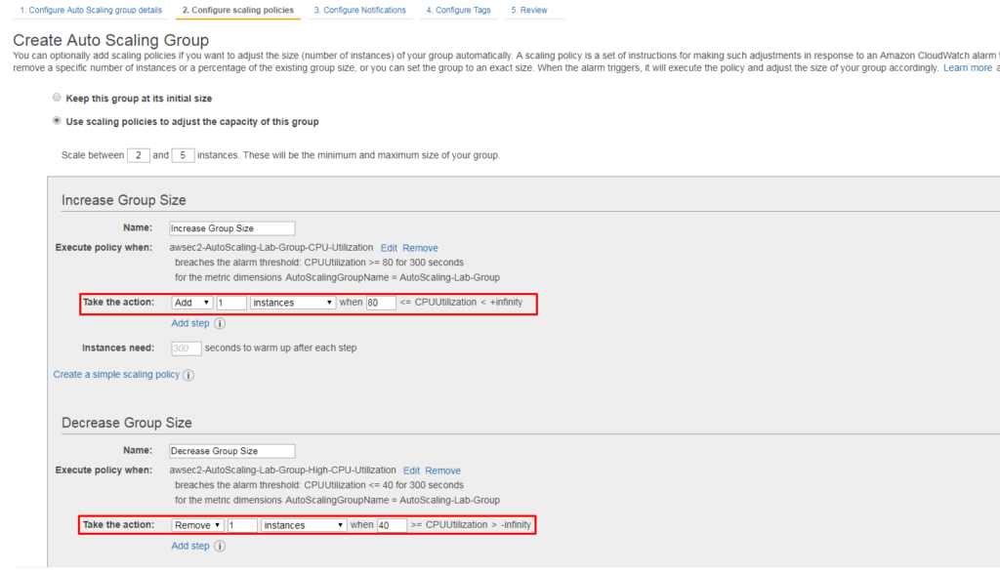 1. Configure Auto Scaling group details 2. Configure scaling policies 3. Configure Notifications 4. Configure Tags 5. Review
Create Auto Scaling Group
You can optionally add scaling policies if you want to adjust the size (number of instances) of your group automatically. A scaling policy is a set of instructions for making such adjustments in response to an Amazon CloudWatch alarm
remove a specific number of instances or a percentage of the existing group size, or you can set the group to an exact size. When the alarm triggers, it will execute the policy and adjust the size of your group accordingly. Learn more a
Keep this group at its initial size
Use scaling policies to adjust the capacity of this group
Scale between 2 and 5 instances. These will be the minimum and maximum size of your group.
Increase Group Size
Name: Increase Group Size
Execute policy when: awsec2-AutoScaling-Lab-Group-CPU-Utilization Edit Remove
breaches the alarm threshold: CPUUtilization >= 80 for 300 seconds
for the metric dimensions AutoScalingGroupName = AutoScaling-Lab-Group
Take the action: Add 1 instances when 80 <= CPUUtilization < +infinity
Add step i
Instances need: 300 seconds to warm up after each step
Create a simple scaling policy i
Decrease Group Size
Name: Decrease Group Size
Execute policy when: awsec2-AutoScaling-Lab-Group-High-CPU-Utilization Edit Remove
breaches the alarm threshold: CPUUtilization <= 40 for 300 seconds
for the metric dimensions AutoScalingGroupName = AutoScaling-Lab-Group
Take the action: Remove 1 instances when 40 >= CPUUtilization > -infinity
Add step i